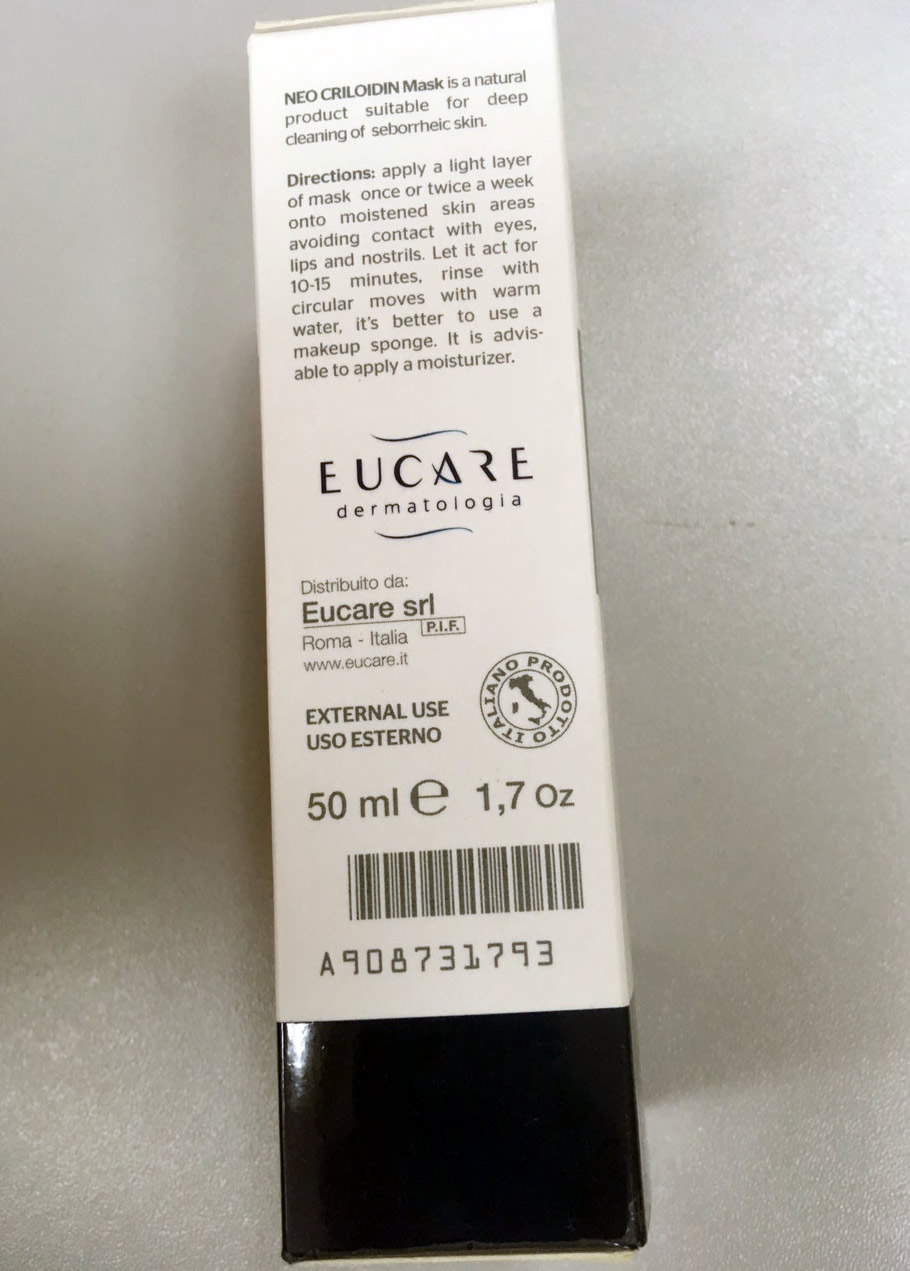 NEO CRILOIDIN Mask is a natural
product suitable for deep
cleaning of seborrheic skin.
Directions: apply a light layer
of mask once or twice a week
onto moistened skin areas
avoiding contact with eyes,
lips and nostrils. Let it act for
10-15 minutes, rinse with
circular moves with warm
water, it's better to use a
makeup sponge. It is advis-
able to apply a moisturizer.
EUCARE
dermatologia
Distribuito da:
Eucare srl
Roma - Italia P.I.F.
www.eucare.it
ITALIANO PRODOTTO
EXTERNAL USE
USO ESTERNO
50 ml e 1,7 Oz
A908731793